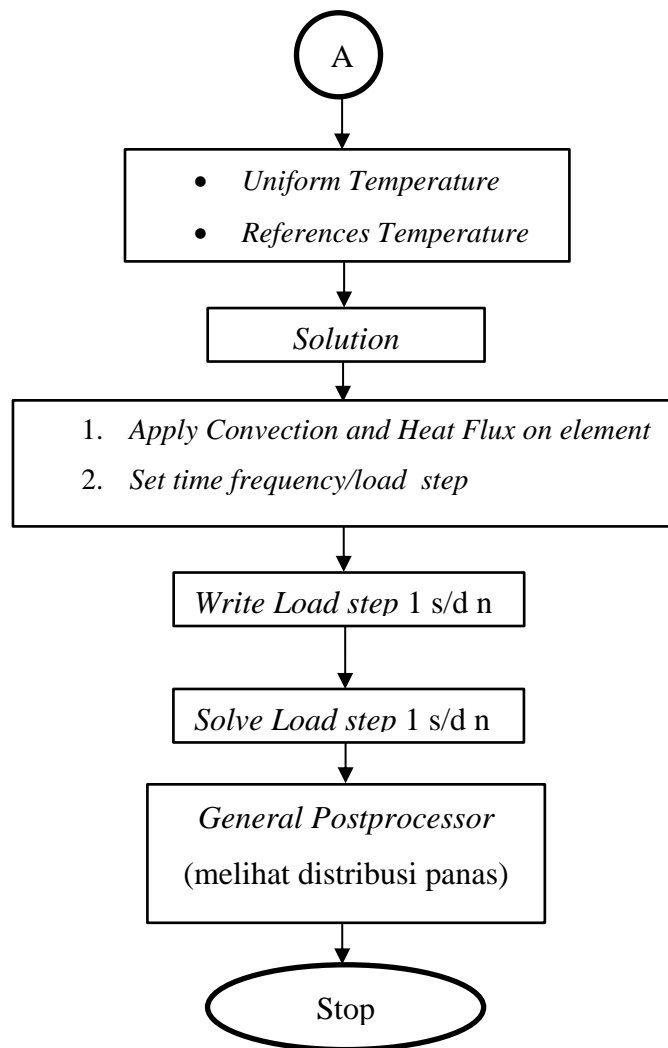 A
• Uniform Temperature
• References Temperature
Solution
1. Apply Convection and Heat Flux on element
2. Set time frequency/load step
Write Load step 1 s/d n
Solve Load step 1 s/d n
General Postprocessor
(melihat distribusi panas)
Stop